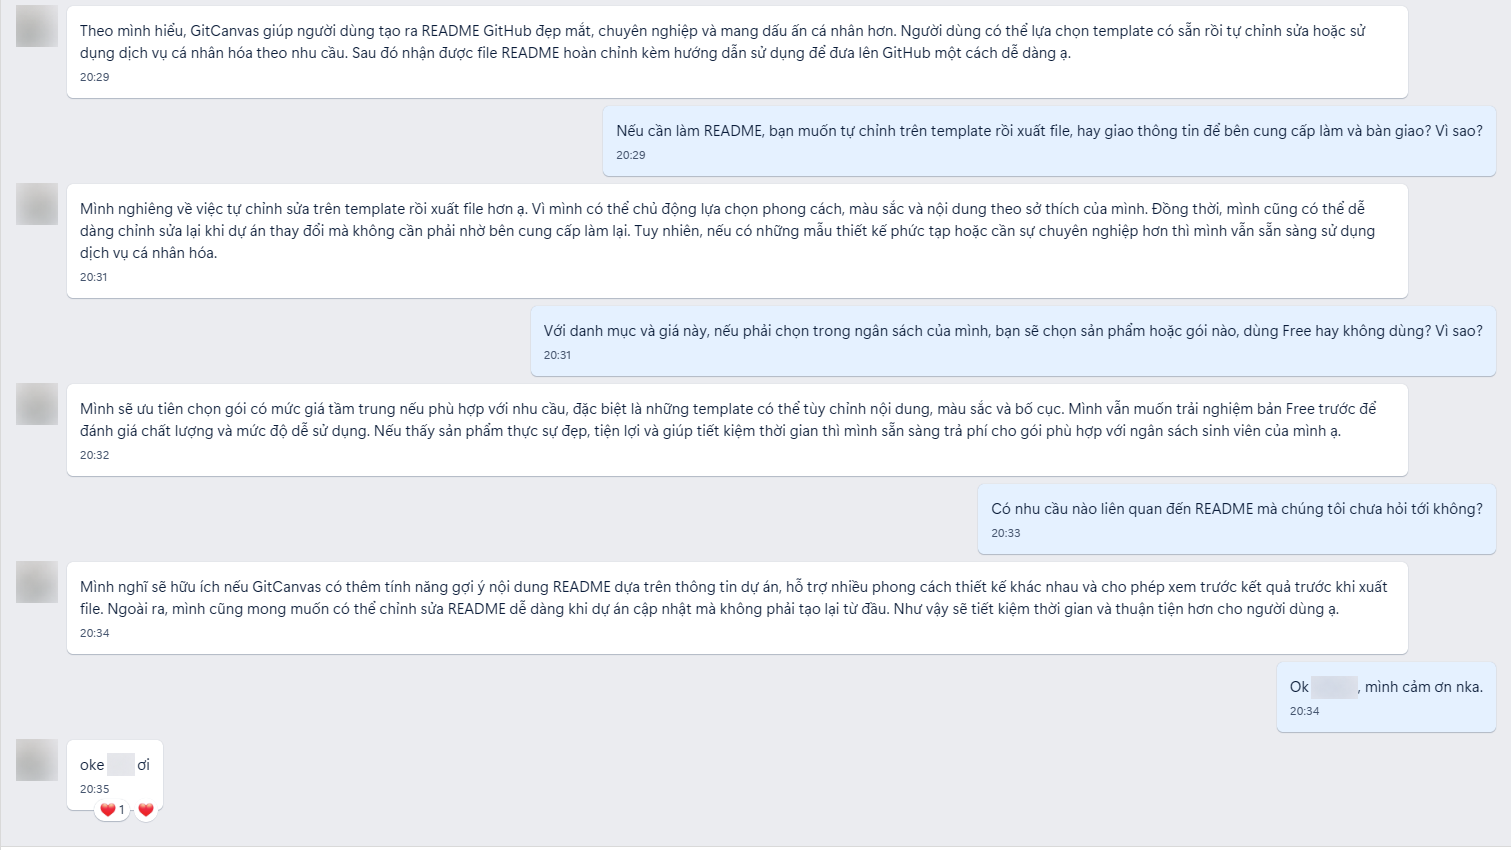 Theo mình hiểu, GitCanvas giúp người dùng tạo ra README GitHub đẹp mắt, chuyên nghiệp và mang dấu ấn cá nhân hơn. Người dùng có thể lựa chọn template có sẵn rồi tự chỉnh sửa hoặc sử
dụng dịch vụ cá nhân hóa theo nhu cầu. Sau đó nhận được file README hoàn chỉnh kèm hướng dẫn sử dụng để đưa lên GitHub một cách dễ dàng ạ.
20:29
Nếu cần làm README, bạn muốn tự chỉnh trên template rồi xuất file, hay giao thông tin để bên cung cấp làm và bàn giao? Vì sao?
20:29
Mình nghiêng về việc tự chỉnh sửa trên template rồi xuất file hơn ạ. Vì mình có thể chủ động lựa chọn phong cách, màu sắc và nội dung theo sở thích của mình. Đồng thời, mình cũng có thể dễ
dàng chỉnh sửa lại khi dự án thay đổi mà không cần phải nhờ bên cung cấp làm lại. Tuy nhiên, nếu có những mẫu thiết kế phức tạp hoặc cần sự chuyên nghiệp hơn thì mình vẫn sẵn sàng sử dụng
dịch vụ cá nhân hóa.
20:31
Với danh mục và giá này, nếu phải chọn trong ngân sách của mình, bạn sẽ chọn sản phẩm hoặc gói nào, dùng Free hay không dùng? Vì sao?
20:31
Mình sẽ ưu tiên chọn gói có mức giá tầm trung nếu phù hợp với nhu cầu, đặc biệt là những template có thể tùy chỉnh nội dung, màu sắc và bố cục. Mình vẫn muốn trải nghiệm bản Free trước để
đánh giá chất lượng và mức độ dễ sử dụng. Nếu thấy sản phẩm thực sự đẹp, tiện lợi và giúp tiết kiệm thời gian thì mình sẵn sàng trả phí cho gói phù hợp với ngân sách sinh viên của mình ạ.
20:32
Có nhu cầu nào liên quan đến README mà chúng tôi chưa hỏi tới không?
20:33
Mình nghĩ sẽ hữu ích nếu GitCanvas có thêm tính năng gợi ý nội dung README dựa trên thông tin dự án, hỗ trợ nhiều phong cách thiết kế khác nhau và cho phép xem trước kết quả trước khi xuất
file. Ngoài ra, mình cũng mong muốn có thể chỉnh sửa README dễ dàng khi dự án cập nhật mà không phải tạo lại từ đầu. Như vậy sẽ tiết kiệm thời gian và thuận tiện hơn cho người dùng ạ.
20:34
Ok , mình cảm ơn nka.
20:34
oke ơi
20:35
1